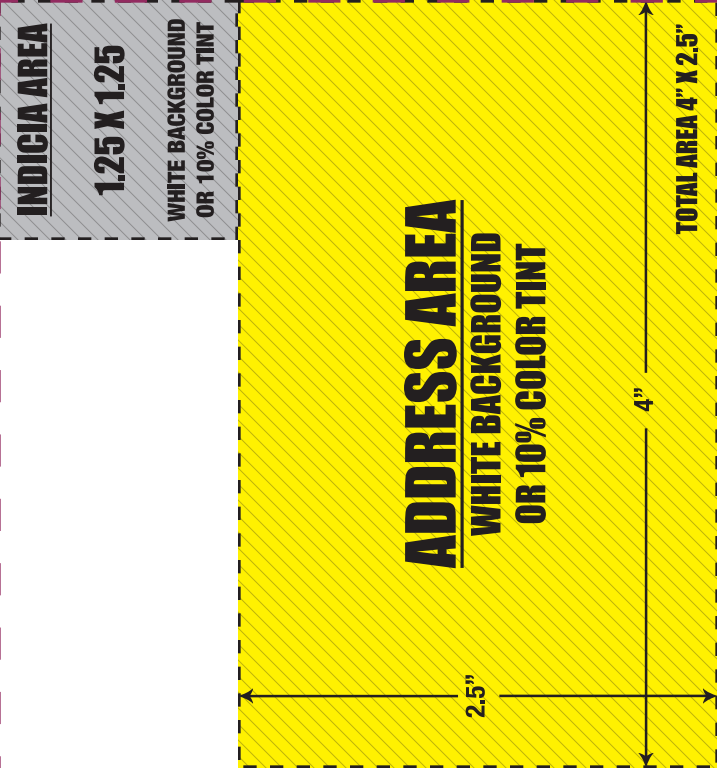 INDICIA AREA
1.25 X 1.25
WHITE BACKGROUND
OR 10% COLOR TINT
ADDRESS AREA
WHITE BACKGROUND
OR 10% COLOR TINT
2.5”
4”
TOTAL AREA 4” X 2.5”